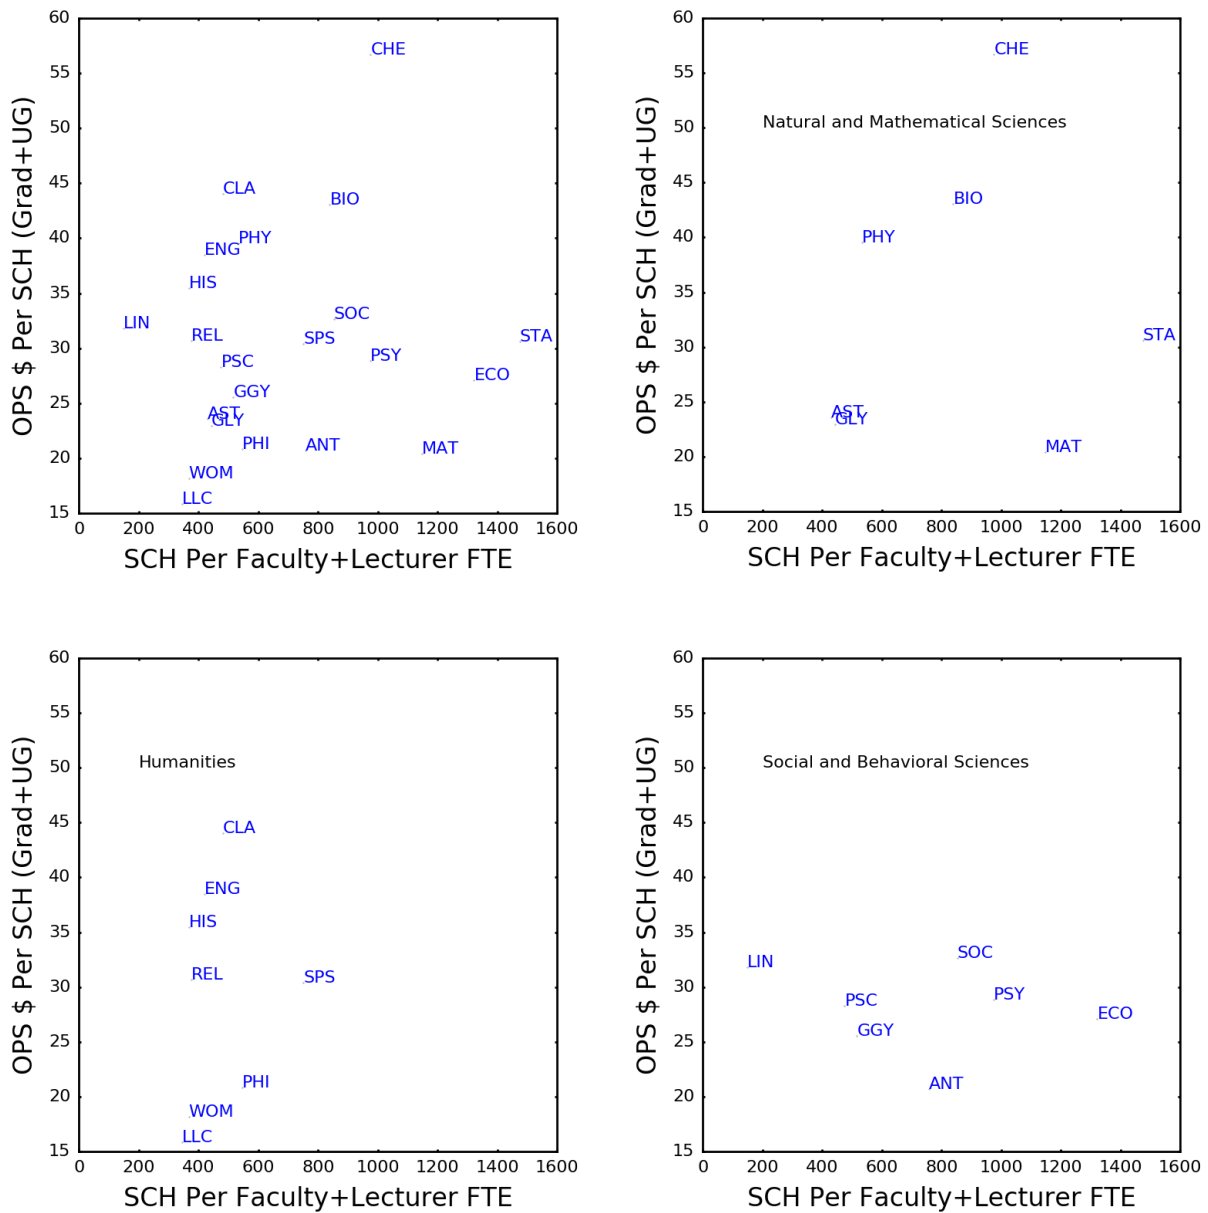 60
55
50
45
40
35
30
25
20
15
OPS $ Per SCH (Grad+UG)
CHE
CLA
BIO
PHY
ENG
HIS
SOC
LIN
REL
SPS
STA
PSY
PSC
ECO
GGY
AST
GLY
PHI
ANT
MAT
WOM
LLC
0 200 400 600 800 1000 1200 1400 1600
SCH Per Faculty+Lecturer FTE
60
55
50
45
40
35
30
25
20
15
OPS $ Per SCH (Grad+UG)
CHE
Natural and Mathematical Sciences
BIO
PHY
STA
AST
GLY
MAT
0 200 400 600 800 1000 1200 1400 1600
SCH Per Faculty+Lecturer FTE
60
55
50
45
40
35
30
25
20
15
OPS $ Per SCH (Grad+UG)
Humanities
CLA
ENG
HIS
REL
SPS
PHI
WOM
LLC
0 200 400 600 800 1000 1200 1400 1600
SCH Per Faculty+Lecturer FTE
60
55
50
45
40
35
30
25
20
15
OPS $ Per SCH (Grad+UG)
Social and Behavioral Sciences
SOC
LIN
PSY
PSC
ECO
GGY
ANT
0 200 400 600 800 1000 1200 1400 1600
SCH Per Faculty+Lecturer FTE